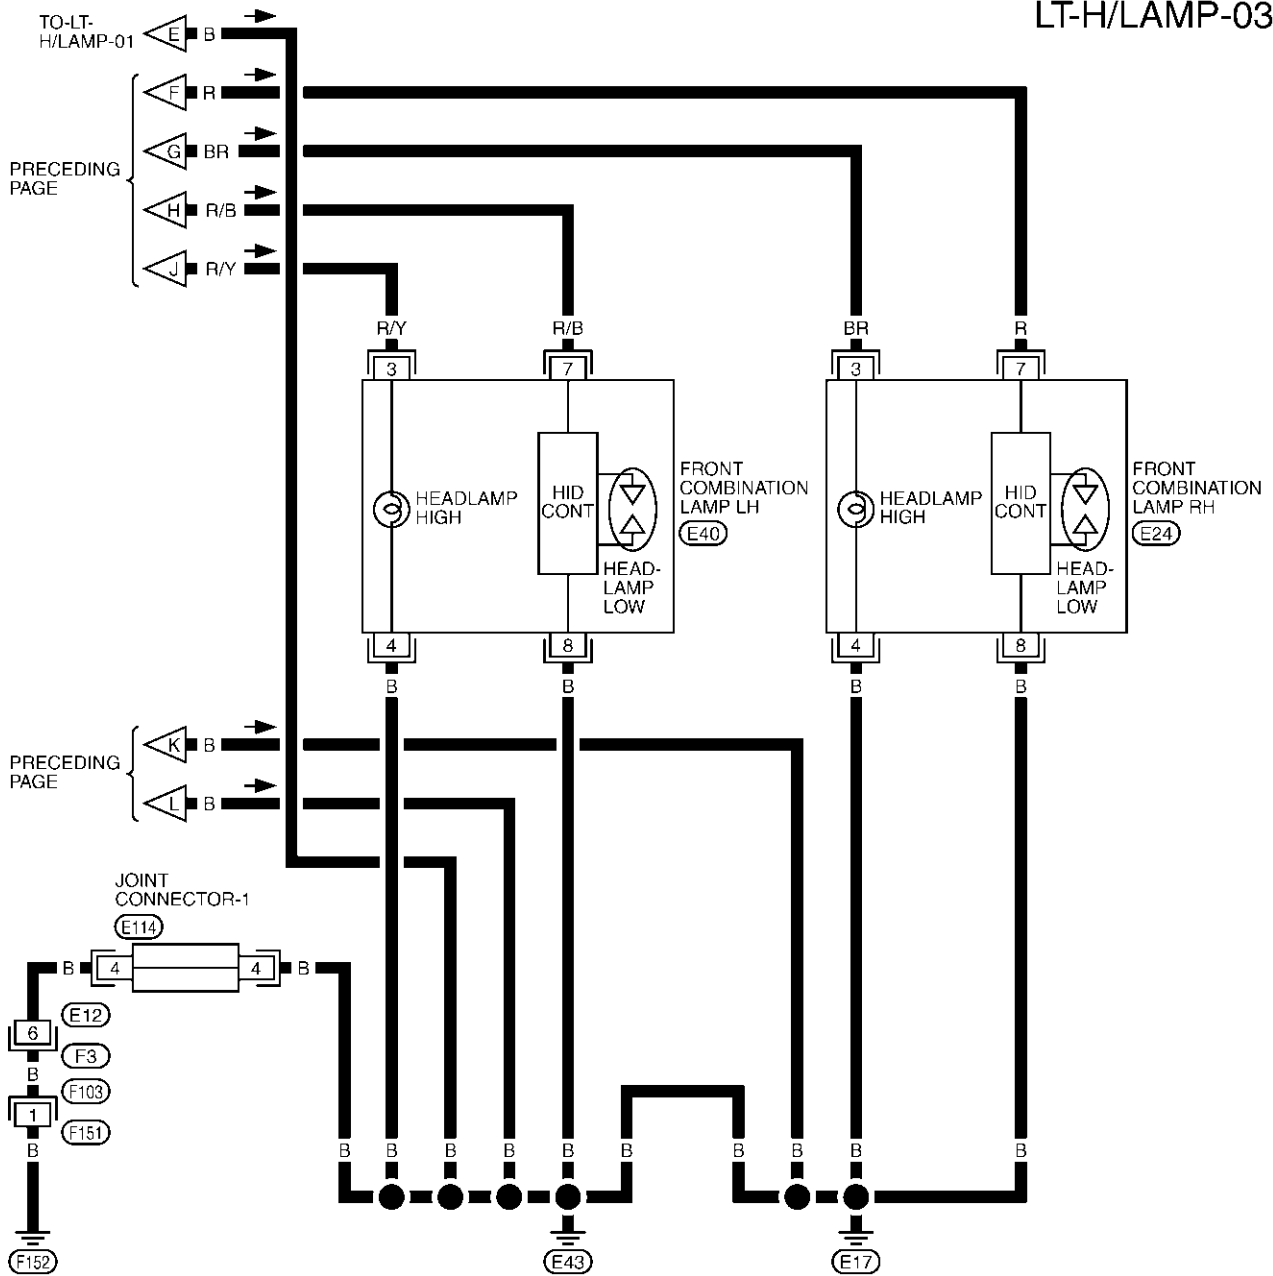 LT-H/LAMP-03
TO-LT-
H/LAMP-01
E B
F R
G BR
PRECEDING
PAGE
H R/B
J R/Y
R/Y R/B BR R
3 7 3 7
HEADLAMP
HIGH
HID
CONT
HEAD-
LAMP
LOW
FRONT
COMBINATION
LAMP LH
E40
HEADLAMP
HIGH
HID
CONT
HEAD-
LAMP
LOW
FRONT
COMBINATION
LAMP RH
E24
4 8 4 8
B B B B
K B
PRECEDING
PAGE
L B
JOINT
CONNECTOR-1
E114
B 4 4 B
E12
6
F3
B
F103
1
F151
B
B B B B B B B B B B
F152 E43 E17